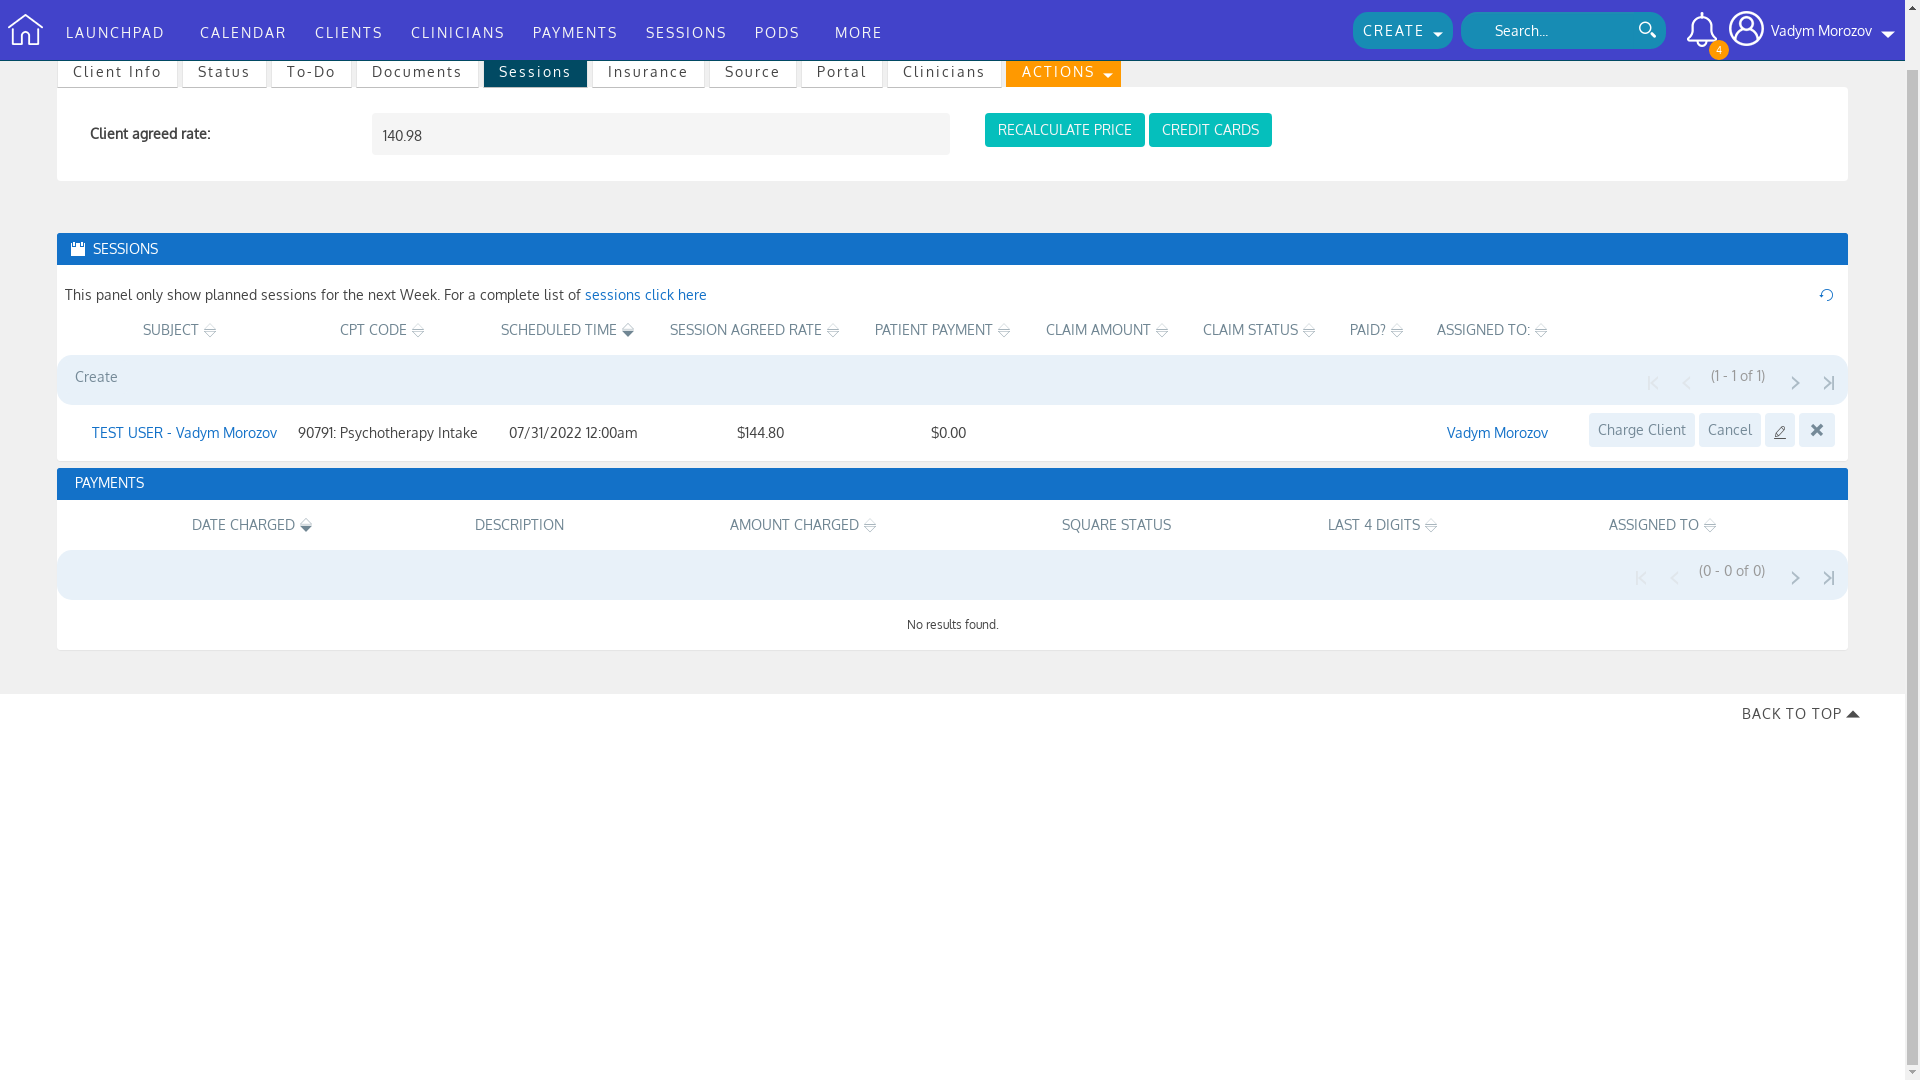 LAUNCHPAD CALENDAR CLIENTS CLINICIANS PAYMENTS SESSIONS PODS MORE CREATE Search... 4 Vadym Morozov
Client Info Status To-Do Documents Sessions Insurance Source Portal Clinicians ACTIONS
Client agreed rate: 140.98 RECALCULATE PRICE CREDIT CARDS
SESSIONS
This panel only show planned sessions for the next Week. For a complete list of sessions click here
SUBJECT CPT CODE SCHEDULED TIME SESSION AGREED RATE PATIENT PAYMENT CLAIM AMOUNT CLAIM STATUS PAID? ASSIGNED TO:
Create (1 - 1 of 1)
TEST USER - Vadym Morozov 90791: Psychotherapy Intake 07/31/2022 12:00am $144.80 $0.00 Vadym Morozov Charge Client Cancel
PAYMENTS
DATE CHARGED DESCRIPTION AMOUNT CHARGED SQUARE STATUS LAST 4 DIGITS ASSIGNED TO
(0 - 0 of 0)
No results found.
BACK TO TOP